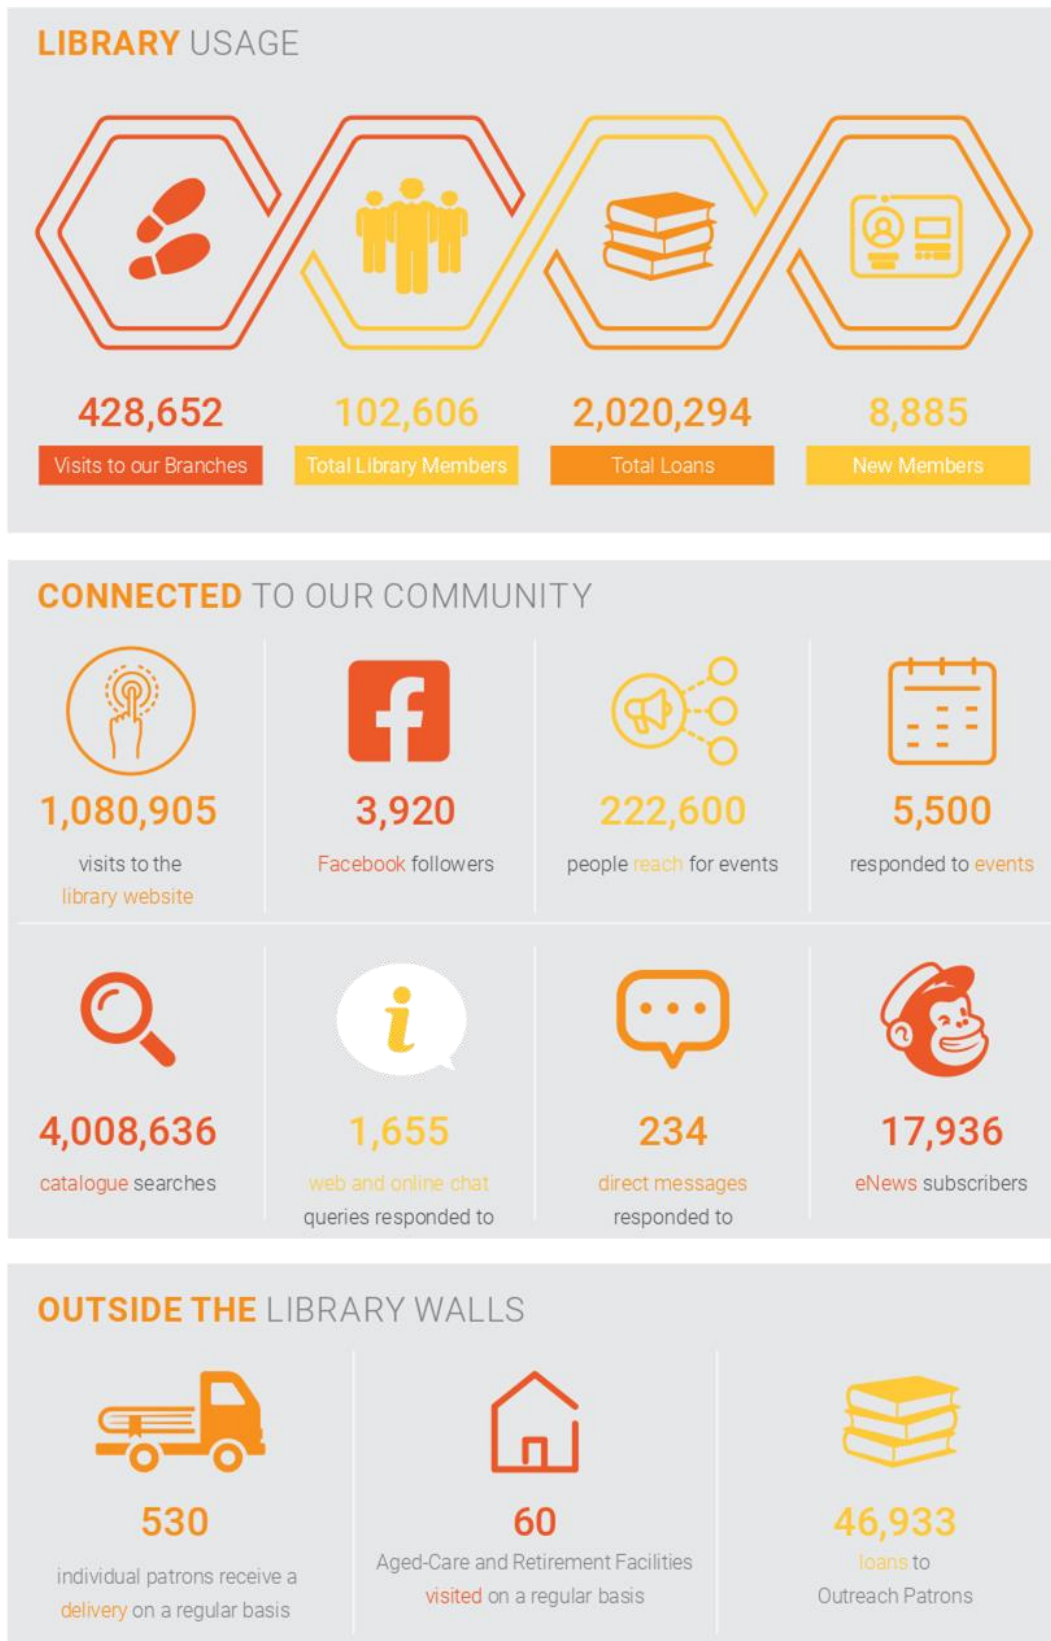 LIBRARY USAGE
428,652
Visits to our Branches
102,606
Total Library Members
2,020,294
Total Loans
8,885
New Members
CONNECTED TO OUR COMMUNITY
1,080,905
visits to the
library website
3,920
Facebook followers
222,600
people reach for events
5,500
responded to events
4,008,636
catalogue searches
1,655
web and online chat
queries responded to
234
direct messages
responded to
17,936
eNews subscribers
OUTSIDE THE LIBRARY WALLS
530
individual patrons receive a
delivery on a regular basis
60
Aged-Care and Retirement Facilities
visited on a regular basis
46,933
loans to
Outreach Patrons